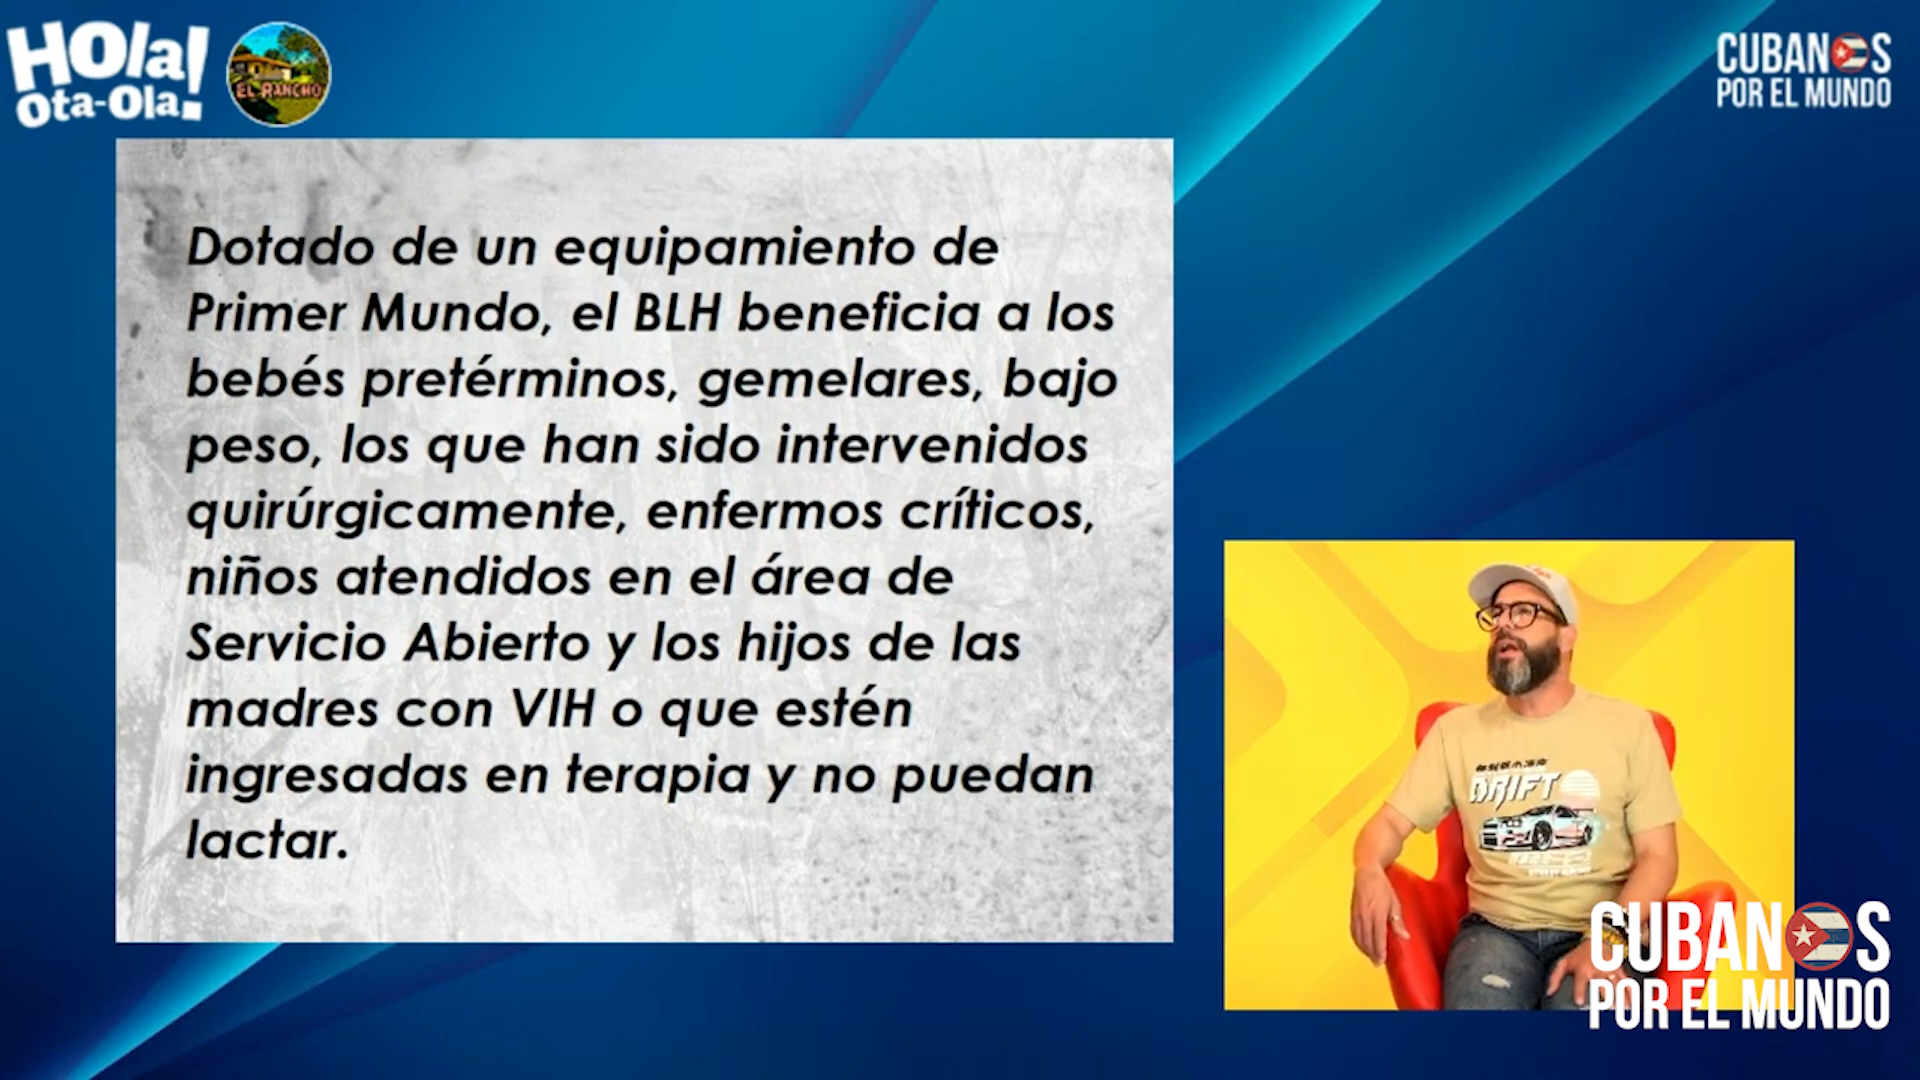 HOla!
Ota-Ola!
EL RANCHO
CUBANOS
POR EL MUNDO
Dotado de un equipamiento de
Primer Mundo, el BLH beneficia a los
bebés pretérminos, gemelares, bajo
peso, los que han sido intervenidos
quirúrgicamente, enfermos críticos,
niños atendidos en el área de
Servicio Abierto y los hijos de las
madres con VIH o que estén
ingresadas en terapia y no puedan
lactar.
DRIFT
CUBANOS
POR EL MUNDO